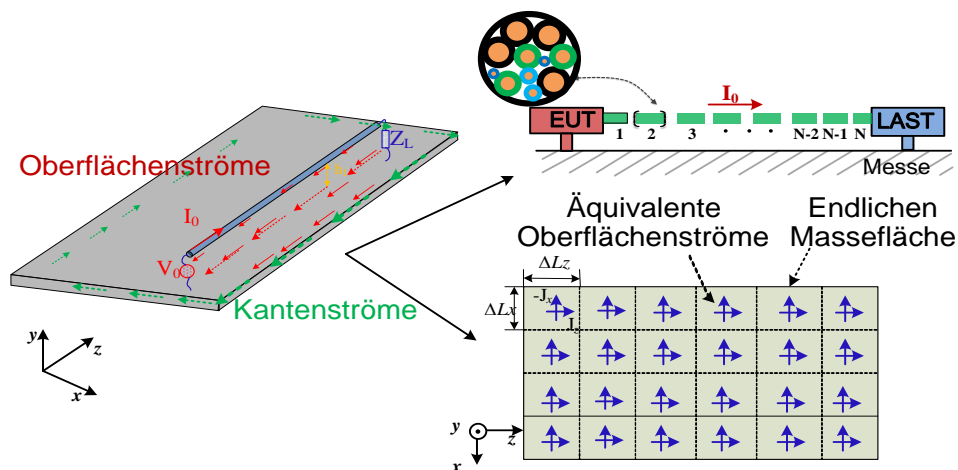 Oberflächenströme
Z_L
I_0
V_0
Kantenströme
y
z
x
I_0
EUT
LAST
1
2
3
. . .
N-2
N-1
N
Messe
Äquivalente
Oberflächenströme
Endlichen
Massefläche
ΔLz
ΔLx
-J_x
y
z
x